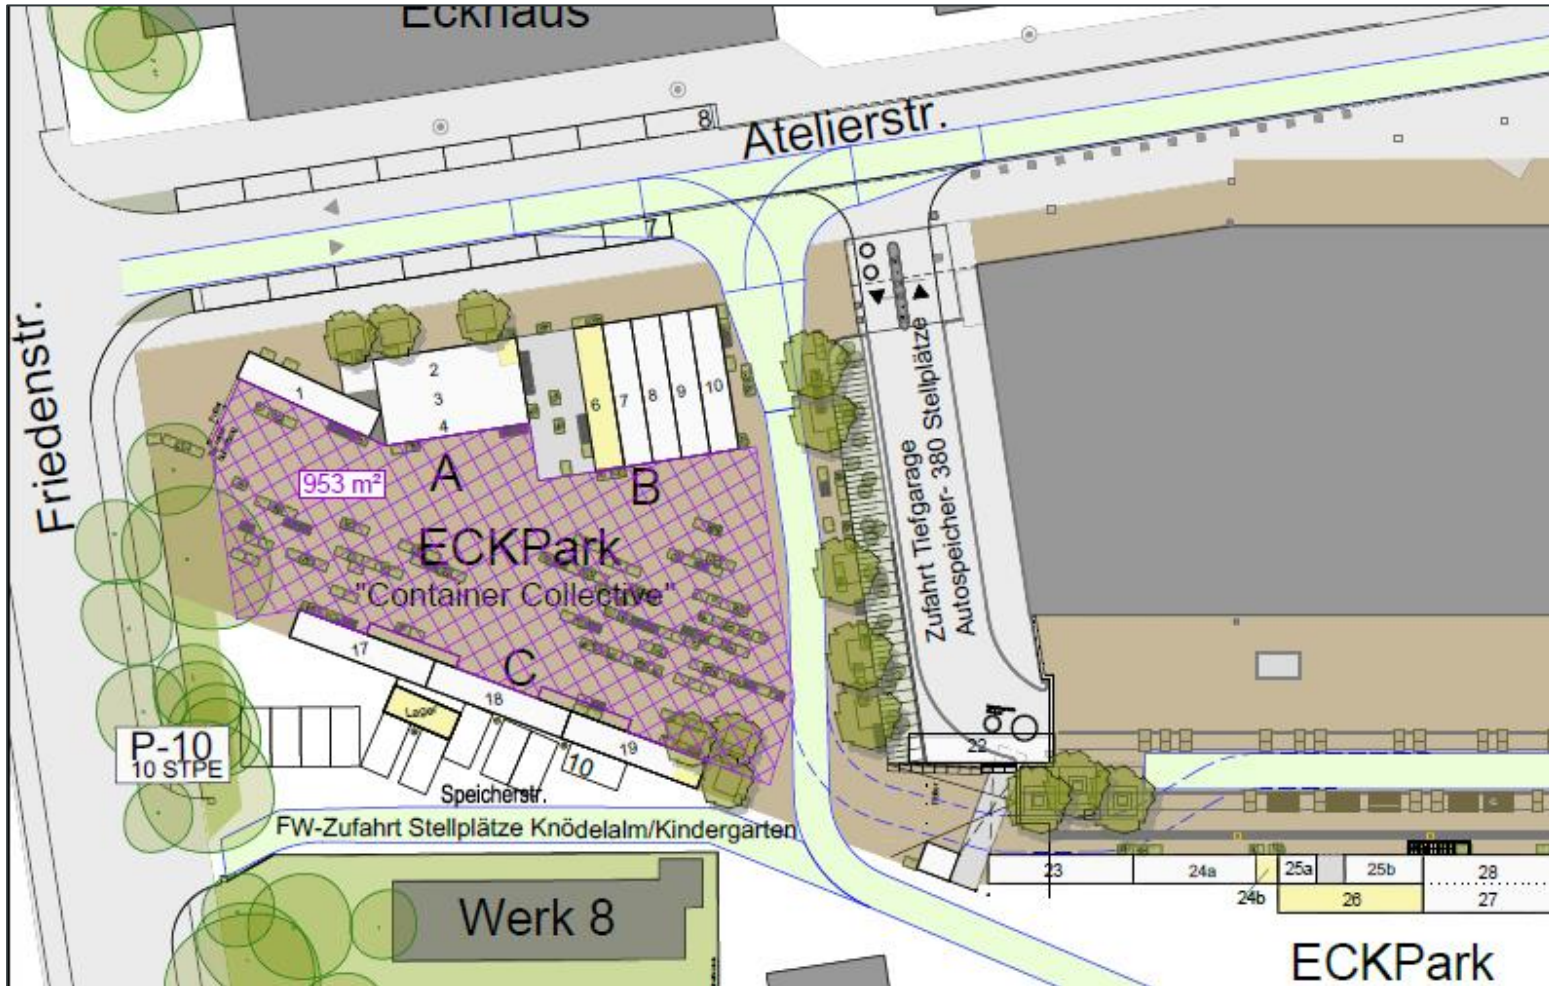 Eckhaus
8
Atelierstr.
7
Friedenstr.
1
2
3
4
6
7
8
9
10
Zufahrt Tiefgarage
Autospeicher- 380 Stellplätze
953 m²
A
B
ECKPark
"Container Collective"
17
C
18
19
Lager
10
P-10
10 STPE
22
Speicherstr.
FW-Zufahrt Stellplätze Knödelalm/Kindergarten
23
24a
24b
25a
25b
26
28
27
Werk 8
ECKPark